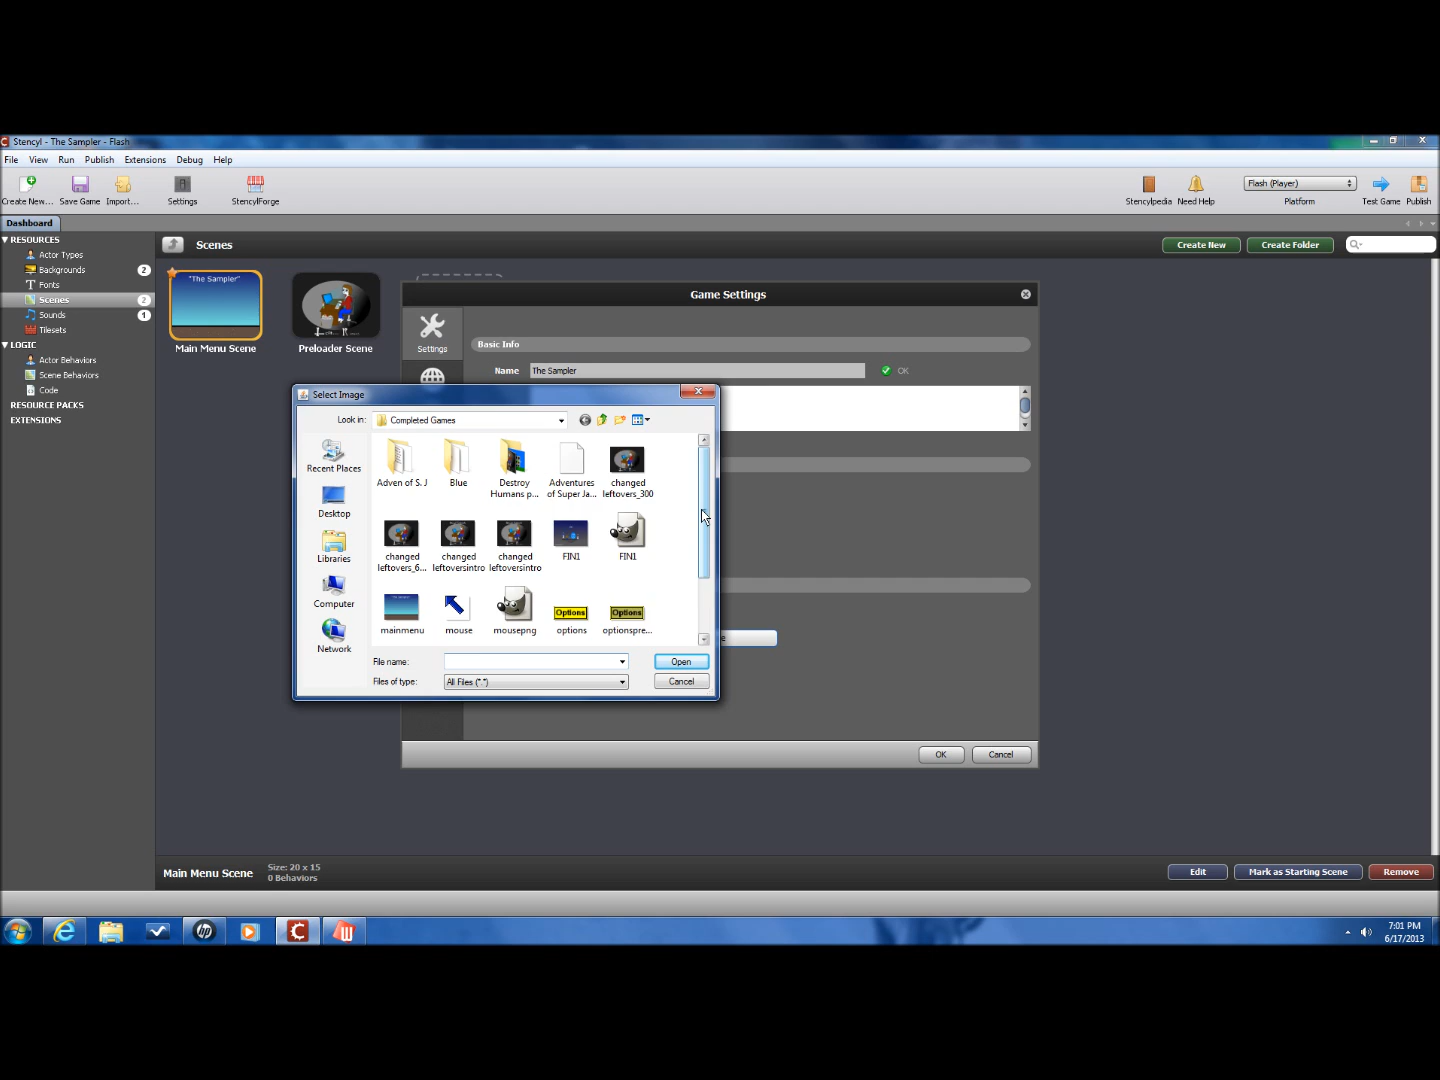 Stencyl - The Sampler - Flash
File View Run Publish Extensions Debug Help
Create New... Save Game Import... Settings StencylForge Stencylpedia Need Help Flash (Player) Platform Test Game Publish
Dashboard
RESOURCES
Actor Types
Backgrounds 2
Fonts
Scenes 2
Sounds 1
Tilesets
LOGIC
Actor Behaviors
Scene Behaviors
Code
RESOURCE PACKS
EXTENSIONS
Scenes Create New Create Folder
"The Sampler"
Main Menu Scene Preloader Scene
Game Settings
Settings
Basic Info
Name The Sampler OK
Select Image
Look in: Completed Games
Recent Places
Desktop
Libraries
Computer
Network
Adven of S. J Blue Destroy Humans p... Adventures of Super Ja... changed leftovers_300
changed leftovers_6... changed leftoversintro changed leftoversintro FIN1 FIN1
mainmenu mouse mousepng options optionspre...
Options Options
File name: Open
Files of type: All Files (*.*) Cancel
OK Cancel
Main Menu Scene Size: 20 x 15
0 Behaviors
Edit Mark as Starting Scene Remove
7:01 PM
6/17/2013